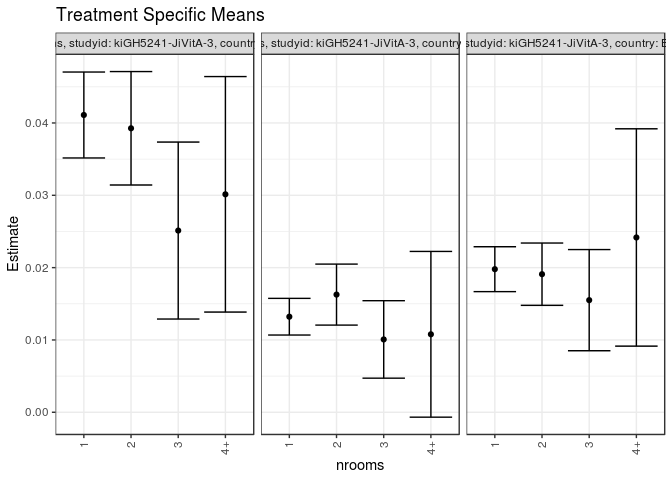 Treatment Specific Means
s, studyid: kiGH5241-JiVitA-3, countr
s, studyid: kiGH5241-JiVitA-3, country
studyid: kiGH5241-JiVitA-3, country:
0.04
0.03
0.02
0.01
0.00
Estimate
1 2 3 4+
1 2 3 4+
1 2 3 4+
nrooms